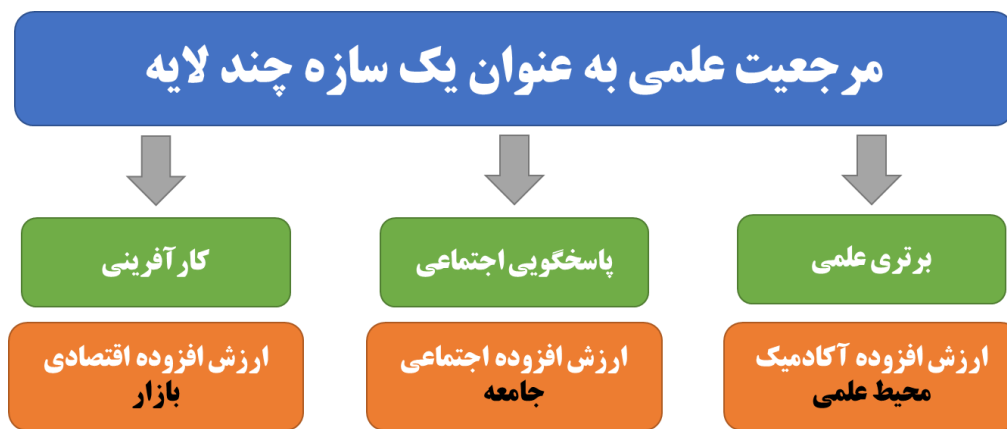 مرجعیت علمی به عنوان یک سازه چند لایه
برتری علمی
پاسخگویی اجتماعی
کارآفرینی
ارزش افزوده آکادمیک
محیط علمی
ارزش افزوده اجتماعی
جامعه
ارزش افزوده اقتصادی
بازار